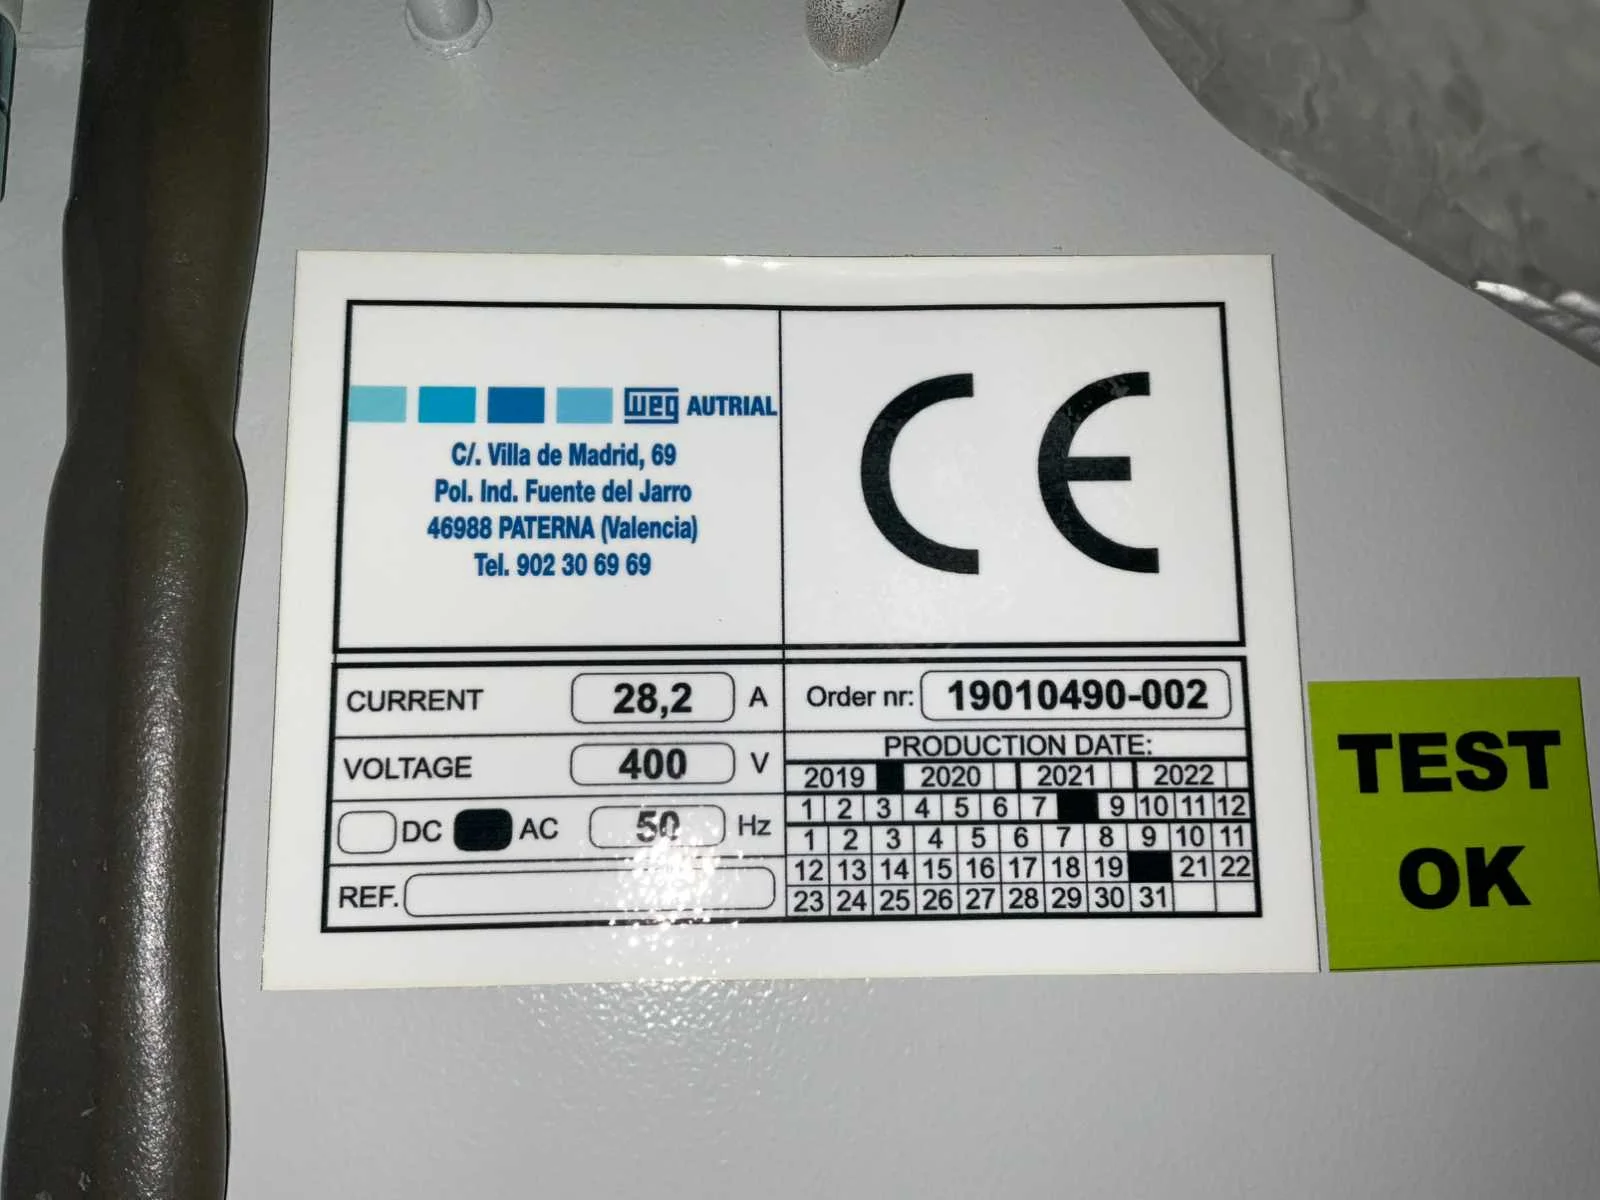 WEG AUTRIAL
C/. Villa de Madrid, 69
Pol. Ind. Fuente del Jarro
46988 PATERNA (Valencia)
Tel. 902 30 69 69
CE
CURRENT 28,2 A
VOLTAGE 400 V
DC AC 50 Hz
REF.
Order nr: 19010490-002
PRODUCTION DATE:
2019 2020 2021 2022
1 2 3 4 5 6 7 9 10 11 12
1 2 3 4 5 6 7 8 9 10 11
12 13 14 15 16 17 18 19 21 22
23 24 25 26 27 28 29 30 31
TEST
OK